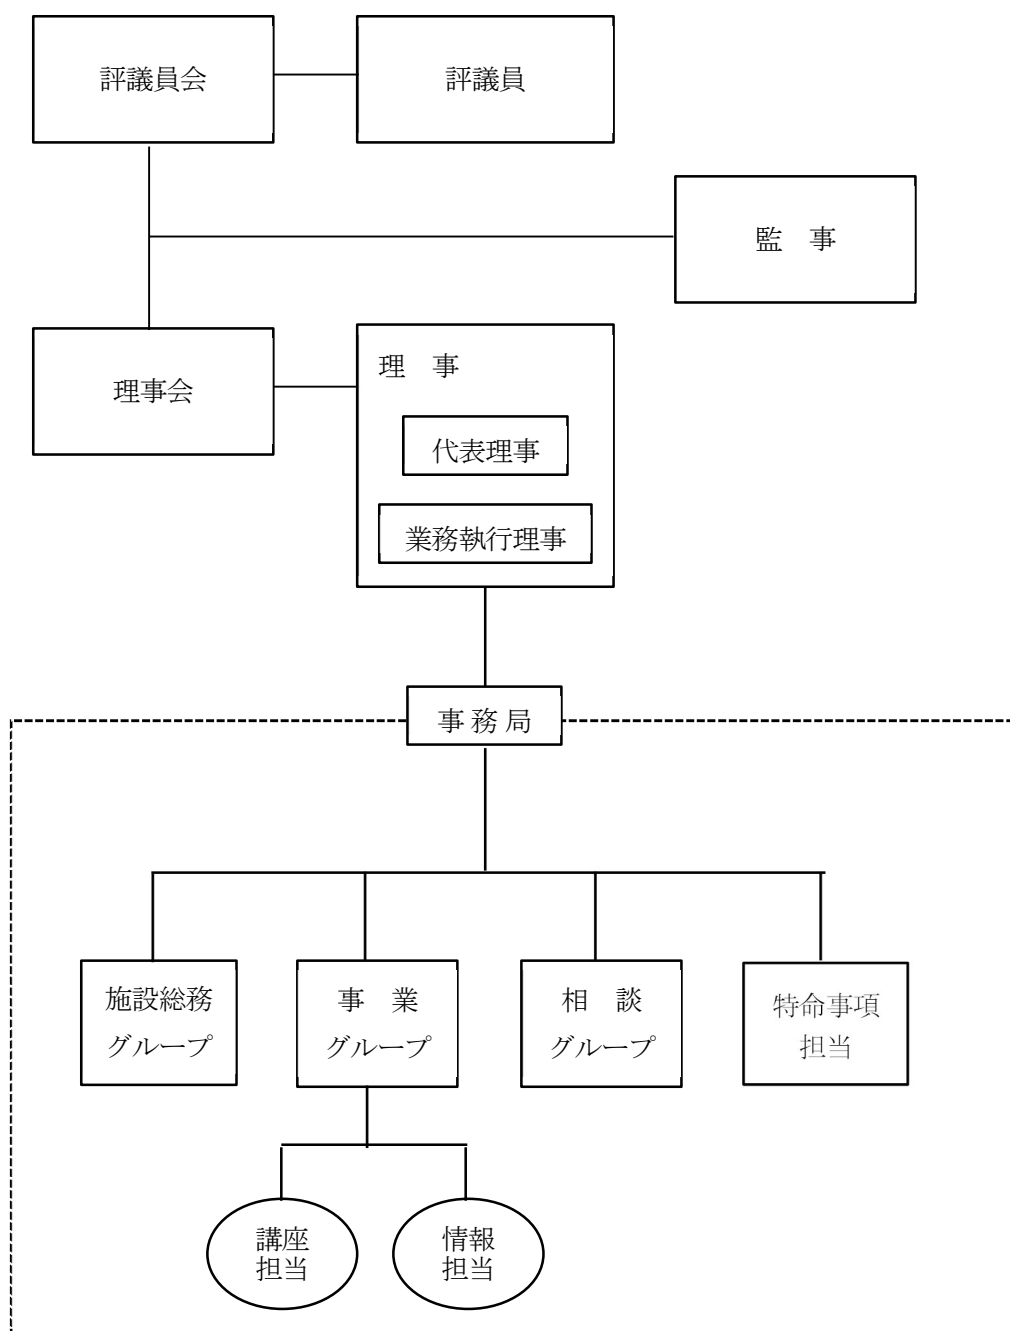 評議員会
評議員
監　事
理事会
理　事
代表理事
業務執行理事
事 務 局
施設総務
グループ
事　業
グループ
相　談
グループ
特命事項
担当
講座
担当
情報
担当